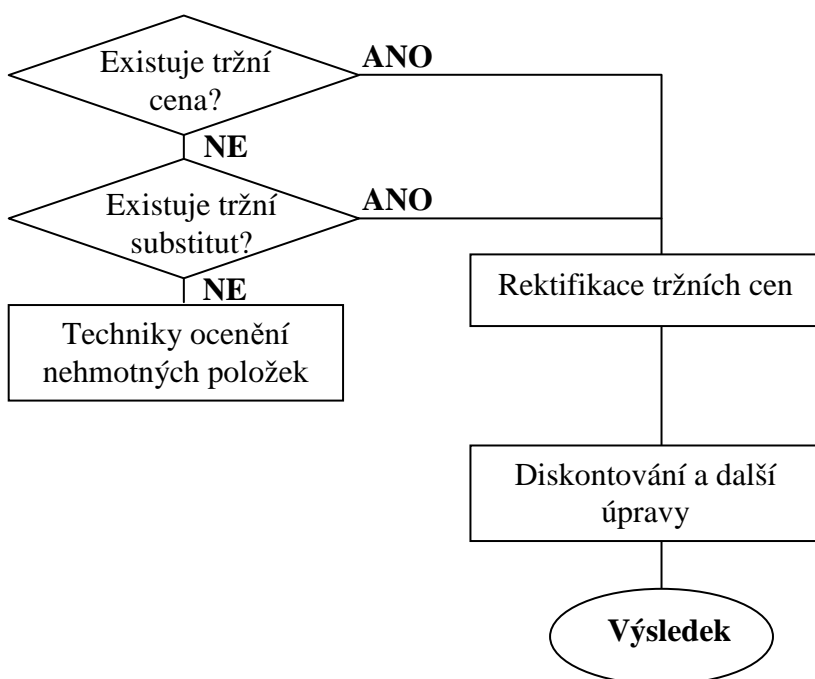 Existuje tržní
cena?
ANO
NE
Existuje tržní
substitut?
ANO
NE
Techniky ocenění
nehmotných položek
Rektifikace tržních cen
Diskontování a další
úpravy
Výsledek